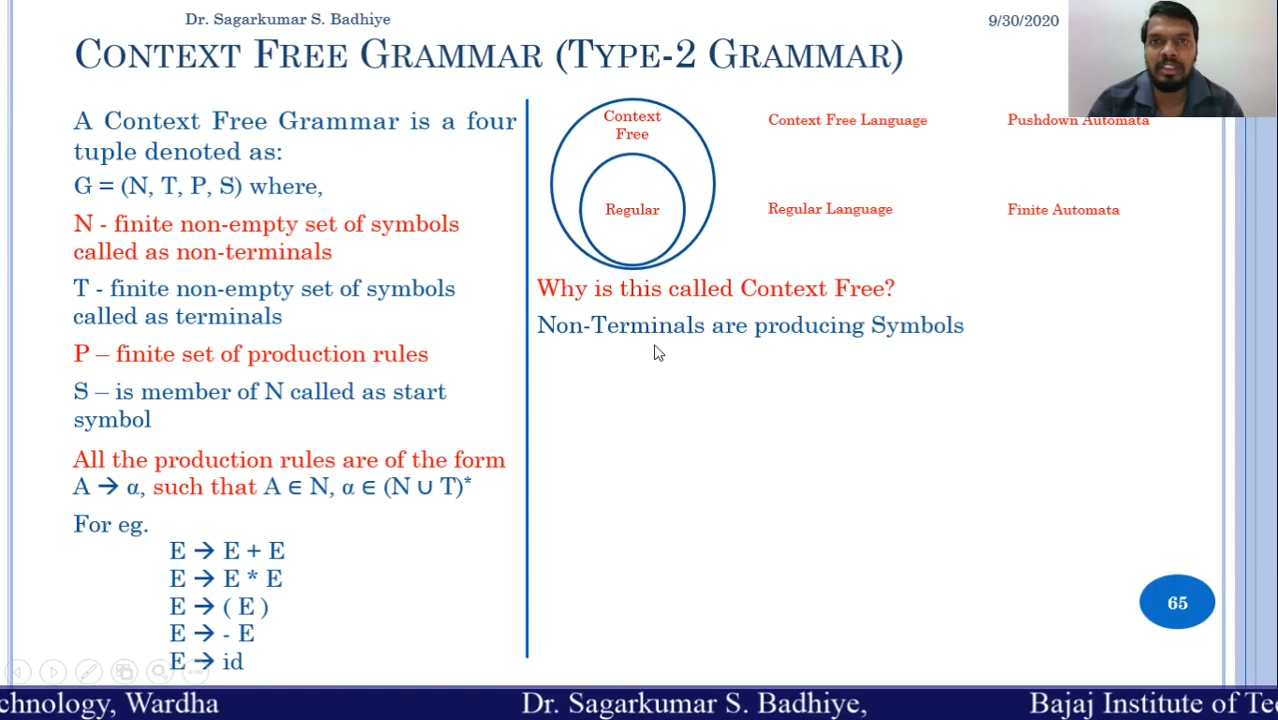 Dr. Sagarkumar S. Badhiye
9/30/2020
CONTEXT FREE GRAMMAR (TYPE-2 GRAMMAR)
A Context Free Grammar is a four
tuple denoted as:
G = (N, T, P, S) where,
N - finite non-empty set of symbols
called as non-terminals
T - finite non-empty set of symbols
called as terminals
P – finite set of production rules
S – is member of N called as start
symbol
All the production rules are of the form
A → α, such that A ∈ N, α ∈ (N ∪ T)*
For eg.
E → E + E
E → E * E
E → ( E )
E → - E
E → id
Context
Free
Regular
Context Free Language
Pushdown Automata
Regular Language
Finite Automata
Why is this called Context Free?
Non-Terminals are producing Symbols
65
chnology, Wardha
Dr. Sagarkumar S. Badhiye,
Bajaj Institute of Te